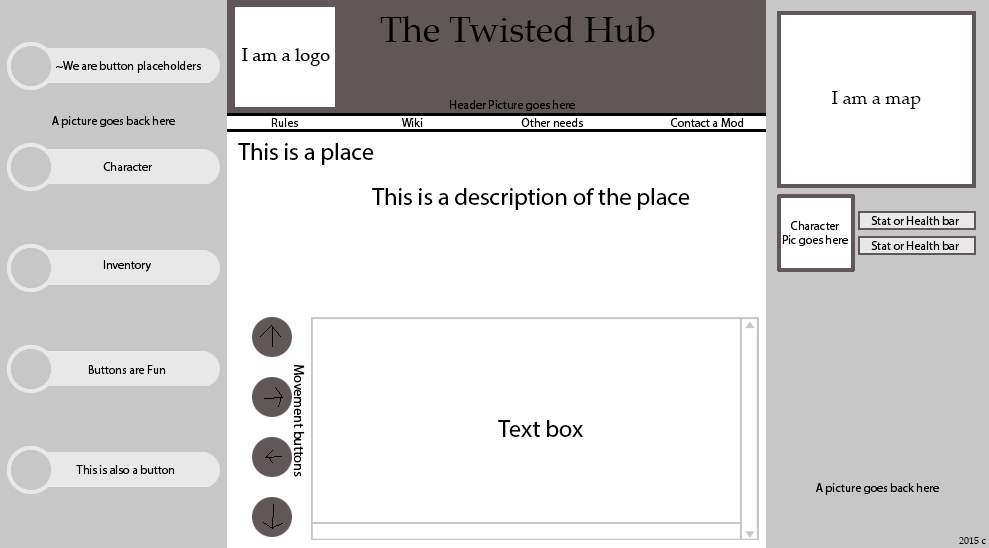 ~We are button placeholders
A picture goes back here
Character
Inventory
Buttons are Fun
This is also a button
I am a logo
The Twisted Hub
Header Picture goes here
Rules
Wiki
Other needs
Contact a Mod
This is a place
This is a description of the place
Movement buttons
Text box
I am a map
Character
Pic goes here
Stat or Health bar
Stat or Health bar
A picture goes back here
2015 c